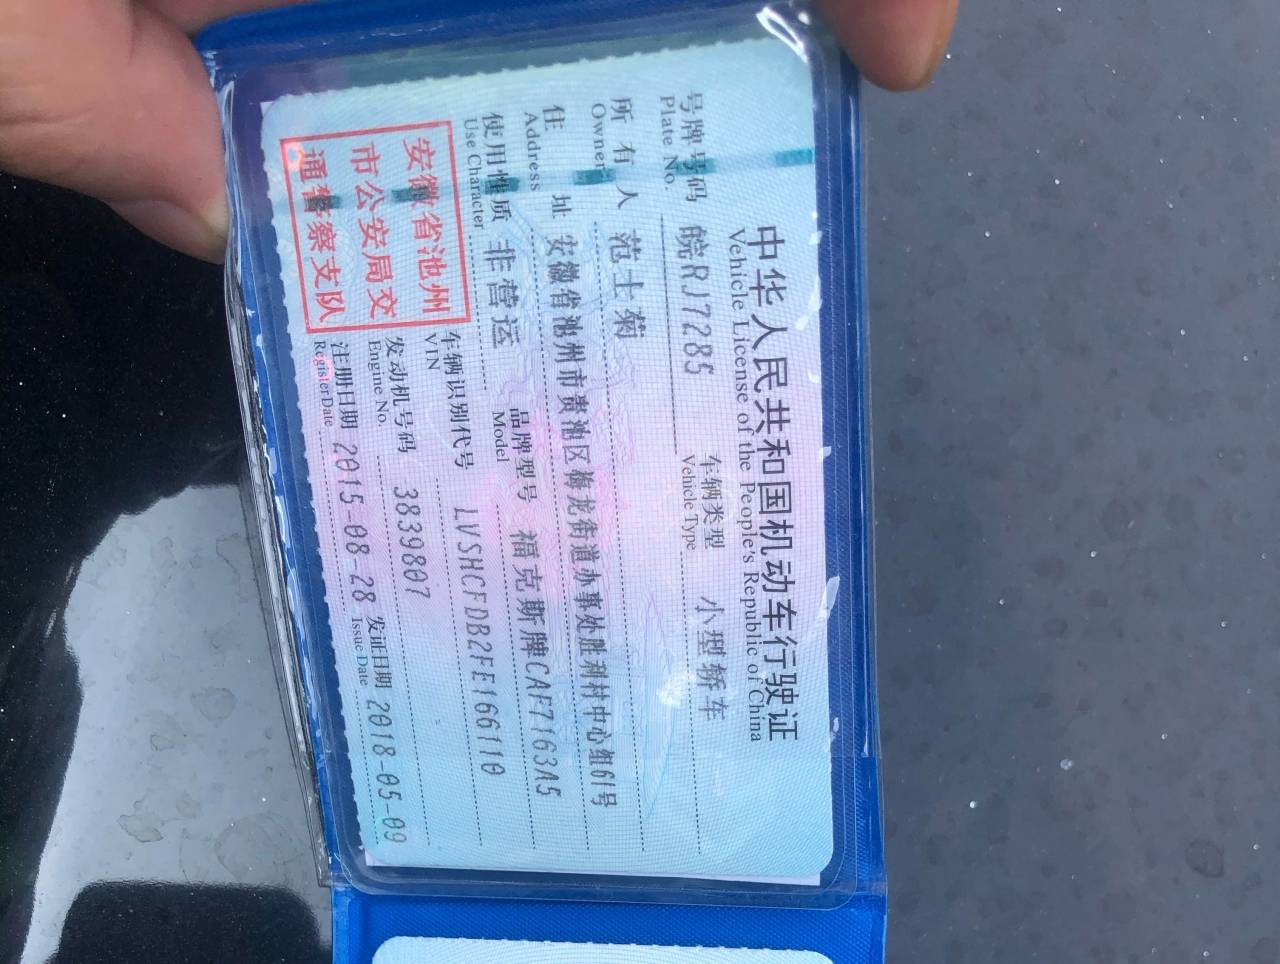 中华人民共和国机动车行驶证
Vehicle License of the People's Republic of China
号牌号码 皖RJ7285 车辆类型 小型轿车
Plate No. Vehicle Type
所有人 范士菊
Owner
住址 安徽省池州市贵池区梅龙街道办事处胜利村中心组61号
Address
使用性质 非营运 品牌型号 福克斯牌CAF7163A5
Use Character Model
安徽省池州
市公安局交
通警察支队
车辆识别代号 LVSHCFDB2FE166110
VIN
发动机号码 3839807
Engine No.
注册日期 2015-08-28 发证日期 2018-05-09
Register Date Issue Date